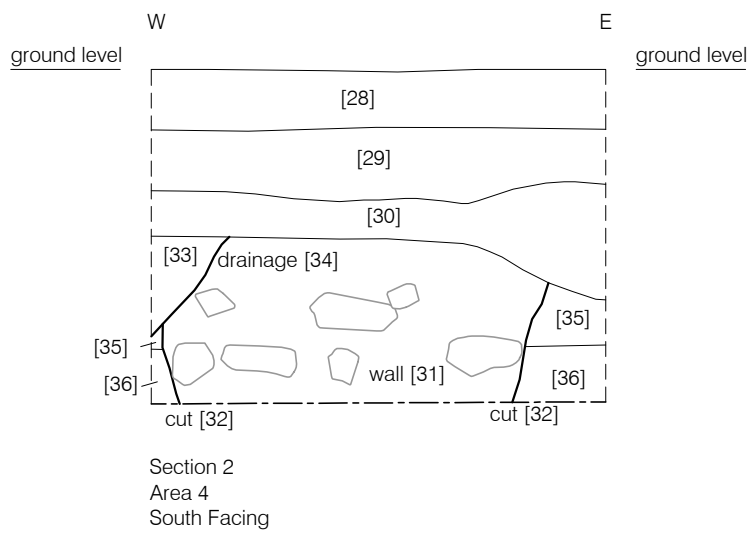 W E
ground level ground level
[28]
[29]
[30]
[33] drainage [34]
[35]
[35]
wall [31]
[36] [36]
cut [32] cut [32]
Section 2
Area 4
South Facing